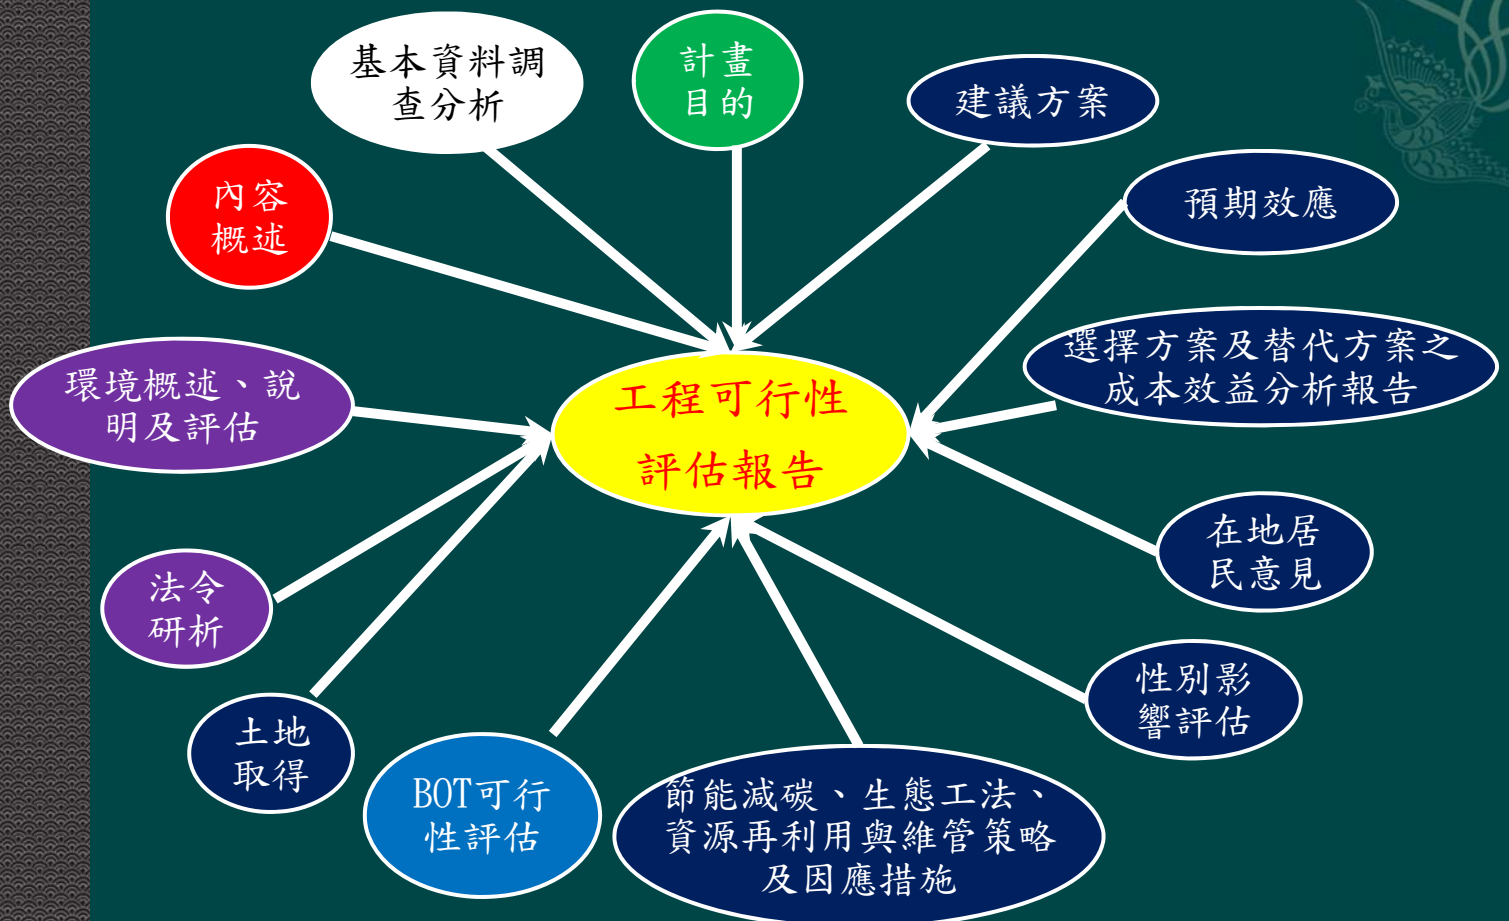 基本資料調
查分析
計畫
目的
建議方案
內容
概述
預期效應
環境概述、說
明及評估
工程可行性
評估報告
選擇方案及替代方案之
成本效益分析報告
法令
研析
在地居
民意見
土地
取得
性別影
響評估
BOT可行
性評估
節能減碳、生態工法、
資源再利用與維管策略
及因應措施